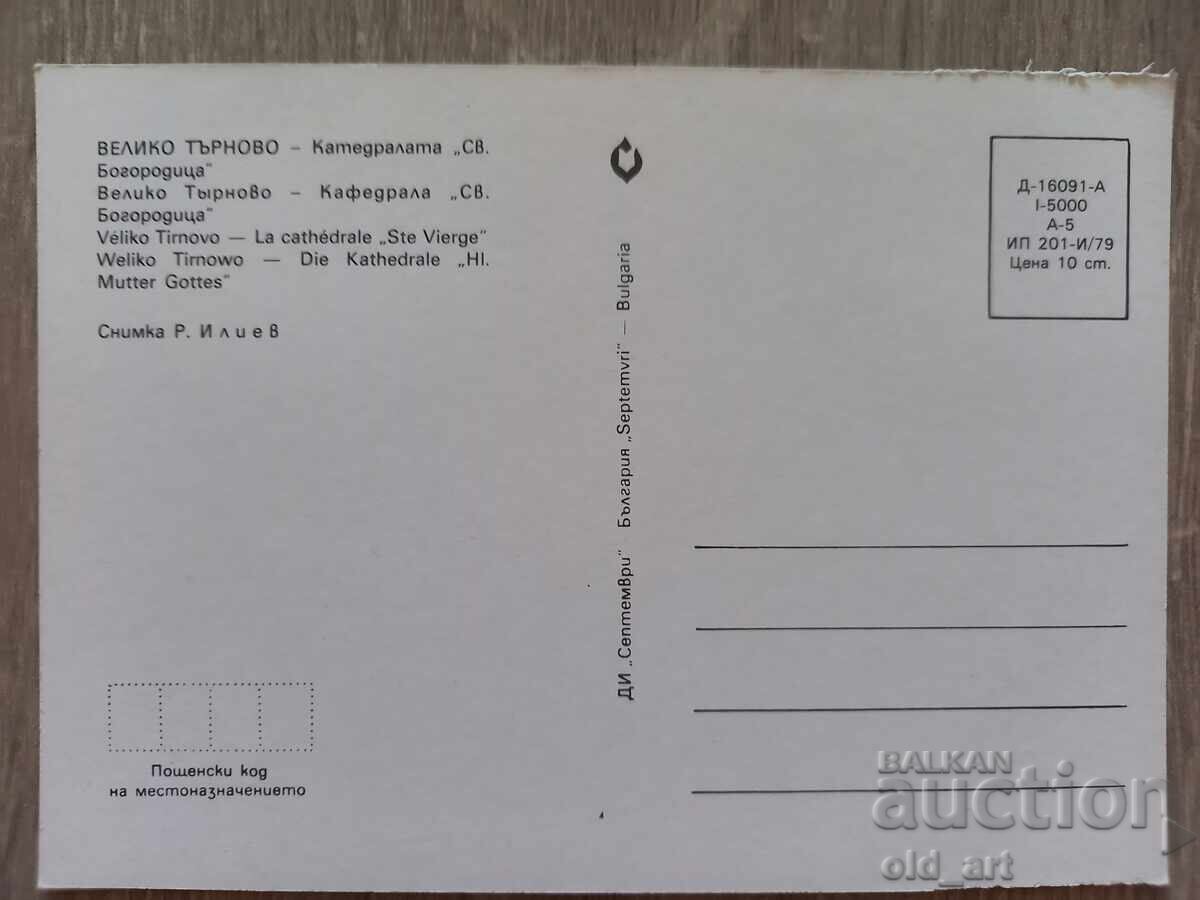 ВЕЛИКО ТЪРНОВО – Катедралата „СВ.
Богородица“
Велико Тырново – Кафедрала „СВ.
Богородица“
Véliko Tirnovo — La cathédrale „Ste Vierge“
Weliko Tirnowo — Die Kathedrale „Hl.
Mutter Gottes“
Снимка Р. Илиев
Пощенски код
на местоназначението
ДИ „Септември“ България „Septemvri“ — Bulgaria
Д-16091-А
I-5000
А-5
ИП 201-И/79
Цена 10 ст.
BALKAN
auction
old_art